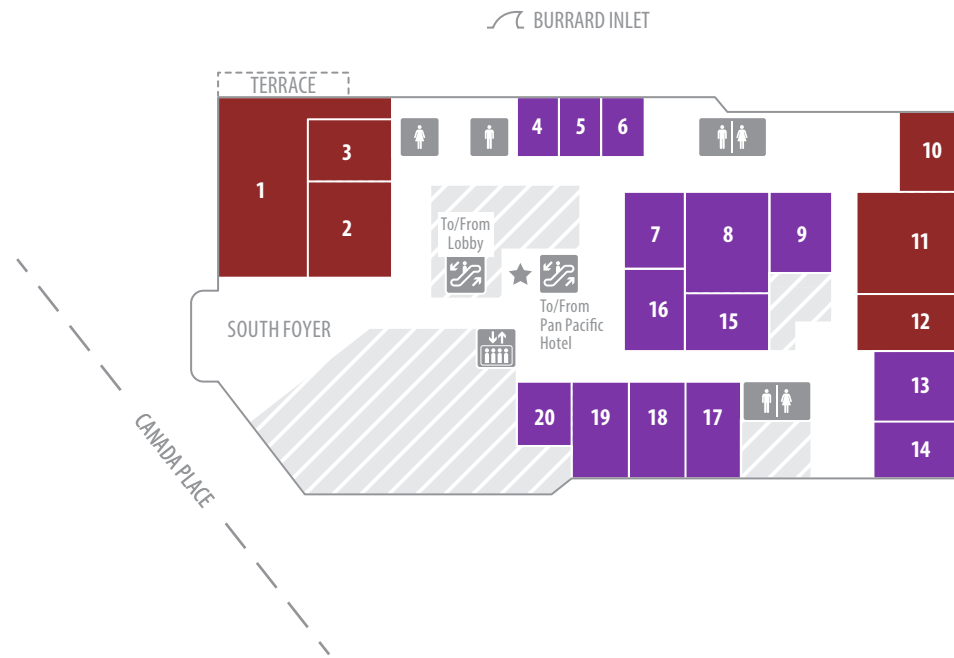 BURRARD INLET
TERRACE
4
5
6
3
10
1
2
To/From
Lobby
7
8
9
11
To/From
Pan Pacific
Hotel
16
15
12
SOUTH FOYER
13
20
19
18
17
14
CANADA PLACE